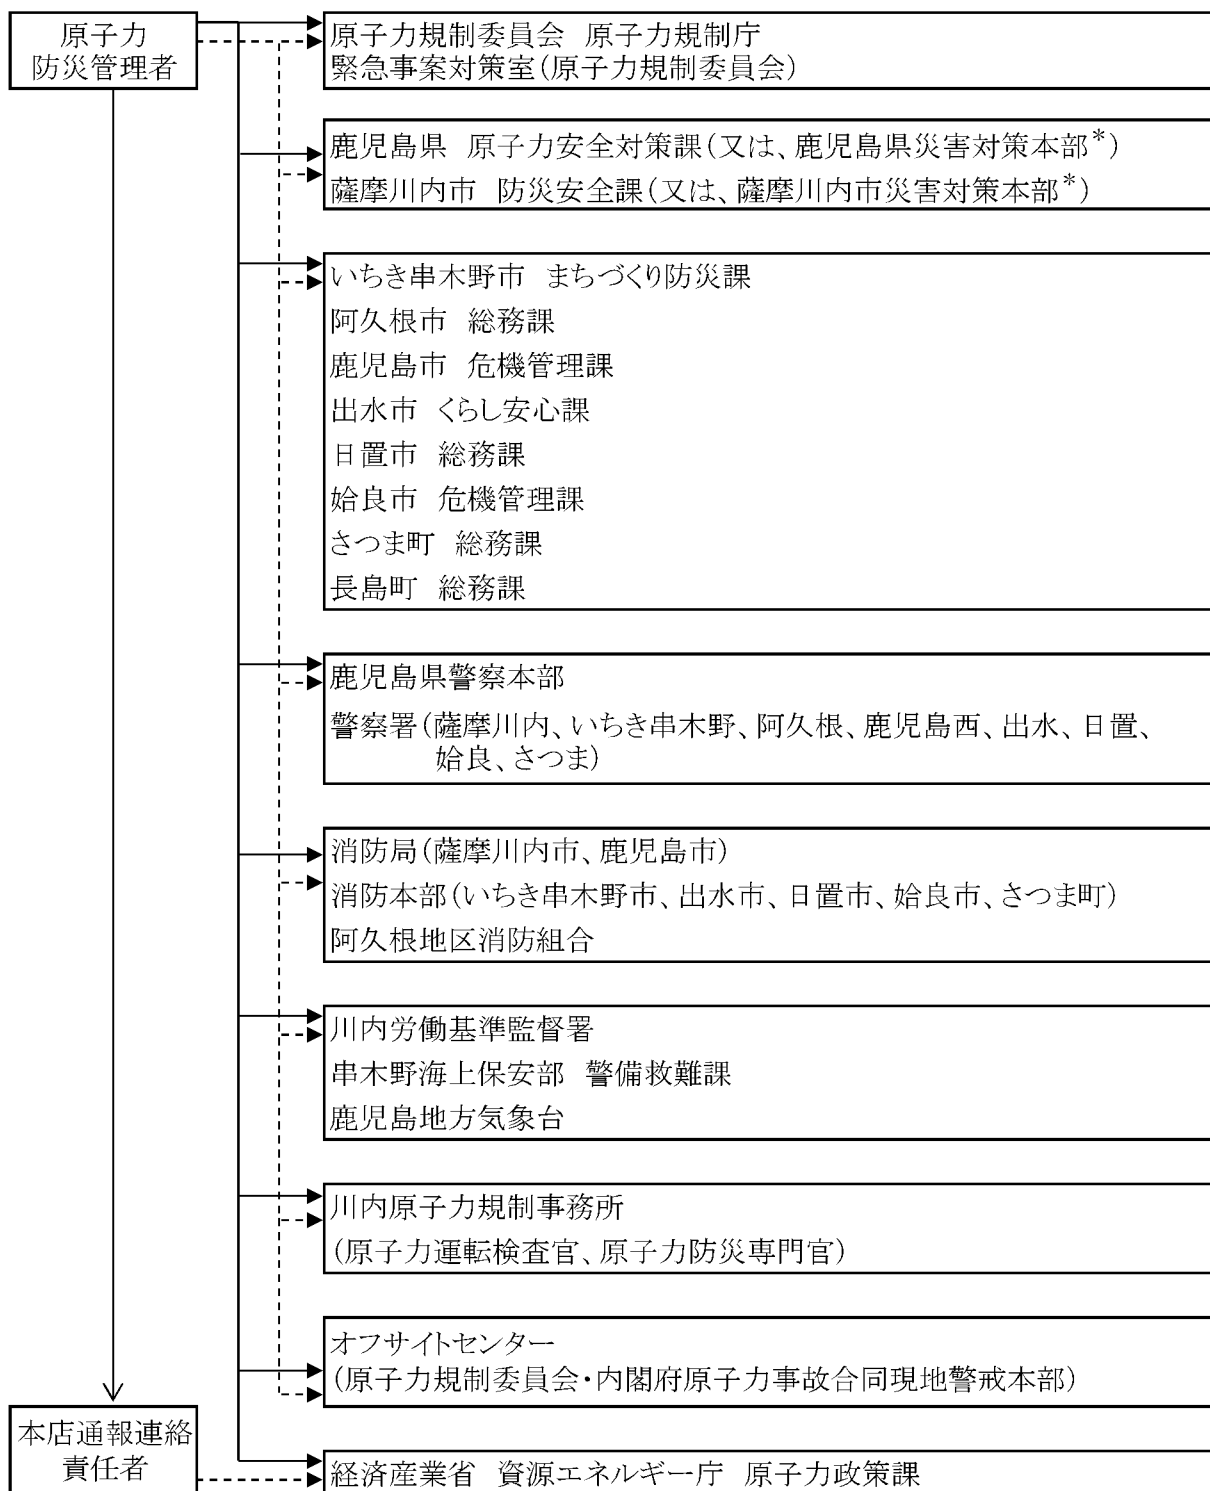 原子力
防災管理者
原子力規制委員会 原子力規制庁
緊急事案対策室(原子力規制委員会)
鹿児島県 原子力安全対策課(又は、鹿児島県災害対策本部*)
薩摩川内市 防災安全課(又は、薩摩川内市災害対策本部*)
いちき串木野市 まちづくり防災課
阿久根市 総務課
鹿児島市 危機管理課
出水市 くらし安心課
日置市 総務課
姶良市 危機管理課
さつま町 総務課
長島町 総務課
鹿児島県警察本部
警察署(薩摩川内、いちき串木野、阿久根、鹿児島西、出水、日置、
姶良、さつま)
消防局(薩摩川内市、鹿児島市)
消防本部(いちき串木野市、出水市、日置市、姶良市、さつま町)
阿久根地区消防組合
川内労働基準監督署
串木野海上保安部 警備救難課
鹿児島地方気象台
川内原子力規制事務所
(原子力運転検査官、原子力防災専門官)
オフサイトセンター
(原子力規制委員会・内閣府原子力事故合同現地警戒本部)
本店通報連絡
責任者
経済産業省 資源エネルギー庁 原子力政策課